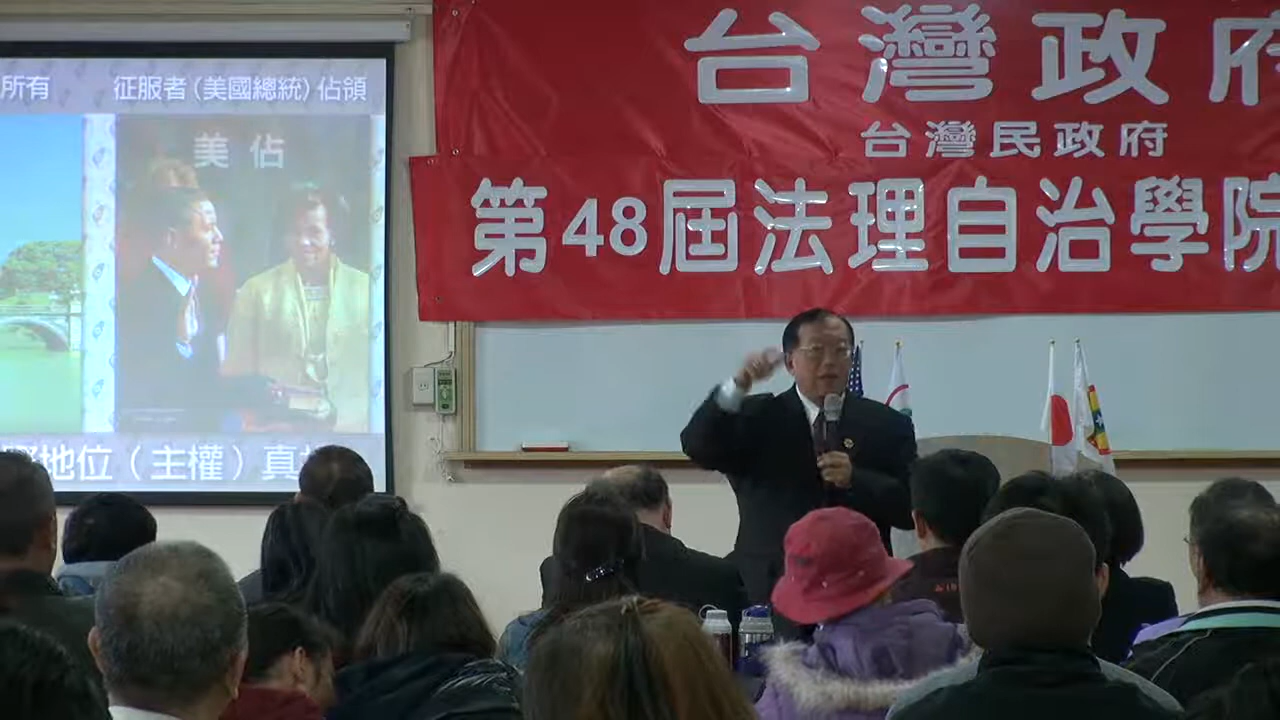 所有
征服者(美國總統)佔領
美佔
地位(主權)真
台灣政府
台灣民政府
第48屆法理自治學院